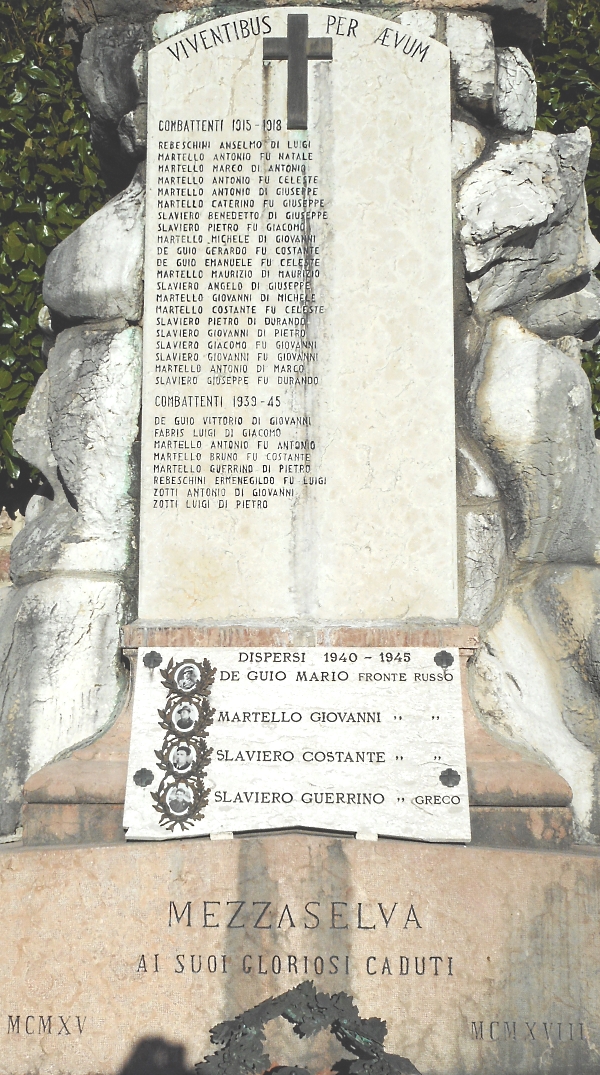 VIVENTIBUS PER ÆVUM
COMBATTENTI 1915-1918
REBESCHINI ANSELMO DI LUIGI
MARTELLO ANTONIO FU NATALE
MARTELLO MARCO DI ANTONIO
MARTELLO ANTONIO FU CELESTE
MARTELLO ANTONIO DI GIUSEPPE
MARTELLO CATERINO FU GIUSEPPE
SLAVIERO BENEDETTO DI GIUSEPPE
SLAVIERO PIETRO FU GIACOMO
MARTELLO MICHELE DI GIOVANNI
DE GUIO GERARDO FU COSTANTE
DE GUIO EMANUELE FU CELESTE
MARTELLO MAURIZIO DI MAURIZIO
SLAVIERO ANGELO DI GIUSEPPE
MARTELLO GIOVANNI DI MICHELE
MARTELLO COSTANTE FU CELESTE
SLAVIERO PIETRO DI DURANDO
SLAVIERO GIOVANNI DI PIETRO
SLAVIERO GIACOMO FU GIOVANNI
SLAVIERO GIOVANNI FU GIOVANNI
MARTELLO ANTONIO DI MARCO
SLAVIERO GIUSEPPE FU DURANDO
COMBATTENTI 1939-45
DE GUIO VITTORIO DI GIOVANNI
FABRIS LUIGI DI GIACOMO
MARTELLO ANTONIO FU ANTONIO
MARTELLO BRUNO FU COSTANTE
MARTELLO GUERRINO DI PIETRO
REBESCHINI ERMENEGILDO FU LUIGI
ZOTTI ANTONIO DI GIOVANNI
ZOTTI LUIGI DI PIETRO
DISPERSI 1940 - 1945
DE GUIO MARIO FRONTE RUSSO
MARTELLO GIOVANNI " "
SLAVIERO COSTANTE " "
SLAVIERO GUERRINO " GRECO
MEZZASELVA
AI SUOI GLORIOSI CADUTI
MCMXV MCMXVIII